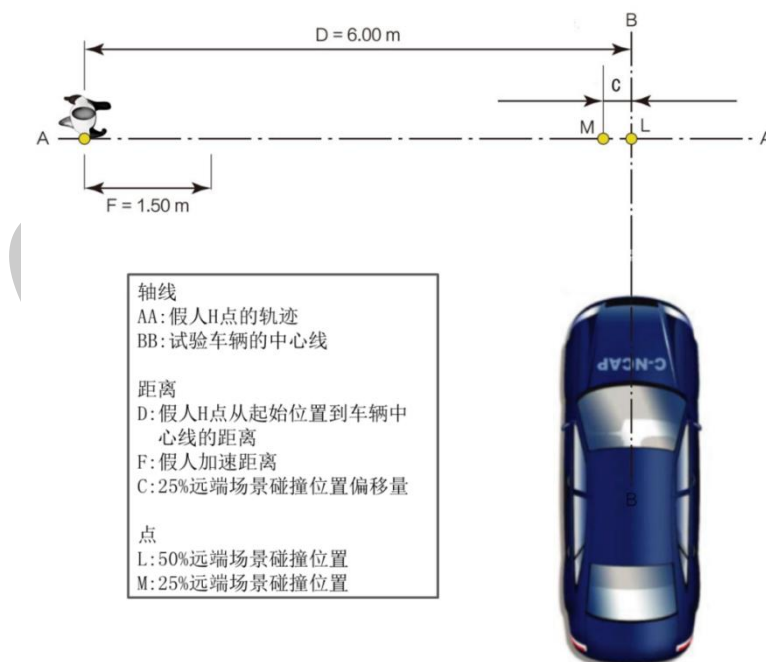 D = 6.00 m
B
C
M
L
A
A
F = 1.50 m
轴线
AA:假人H点的轨迹
BB:试验车辆的中心线
距离
D:假人H点从起始位置到车辆中
心线的距离
F:假人加速距离
C:25%远端场景碰撞位置偏移量
点
L:50%远端场景碰撞位置
M:25%远端场景碰撞位置
C-NCAP
B